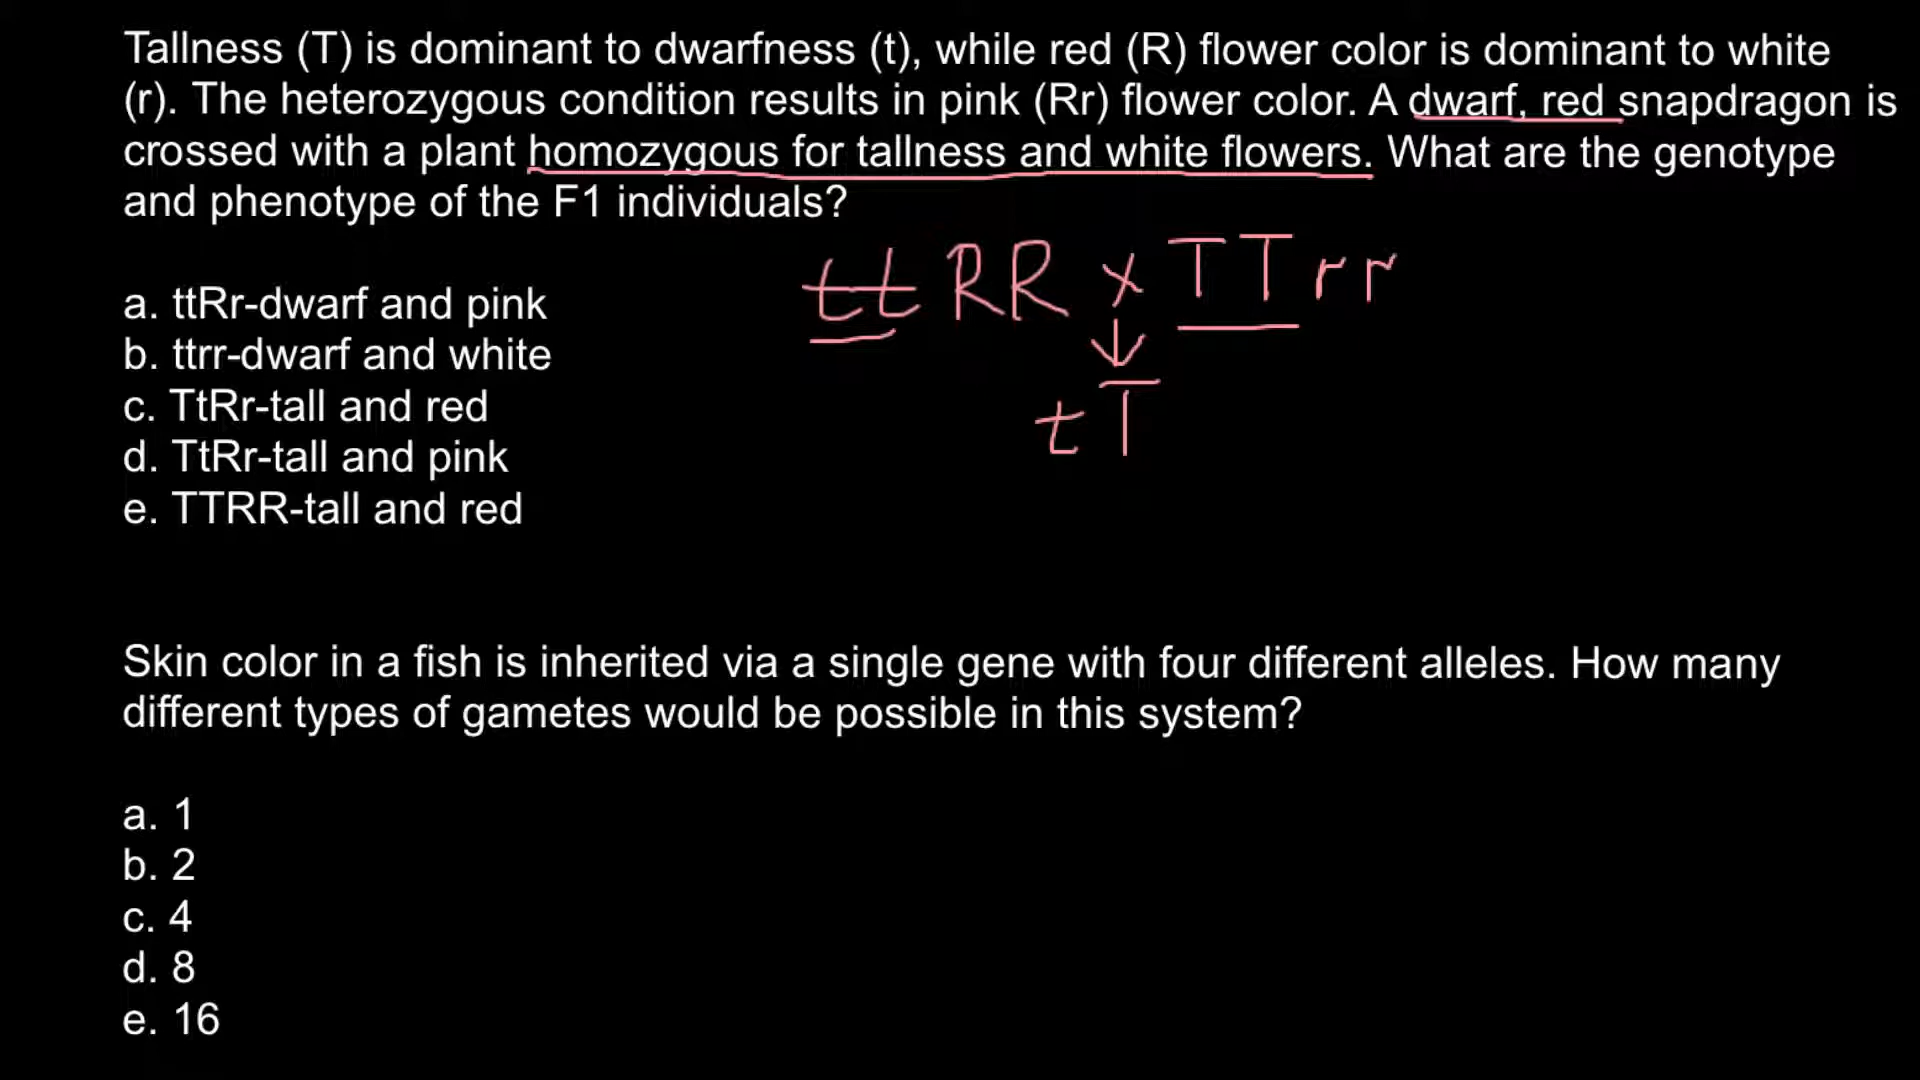 Tallness (T) is dominant to dwarfness (t), while red (R) flower color is dominant to white
(r). The heterozygous condition results in pink (Rr) flower color. A dwarf, red snapdragon is
crossed with a plant homozygous for tallness and white flowers. What are the genotype
and phenotype of the F1 individuals?
ttRR x TTrr
a. ttRr-dwarf and pink
b. ttrr-dwarf and white
c. TtRr-tall and red
tT
d. TtRr-tall and pink
e. TTRR-tall and red
Skin color in a fish is inherited via a single gene with four different alleles. How many
different types of gametes would be possible in this system?
a. 1
b. 2
c. 4
d. 8
e. 16